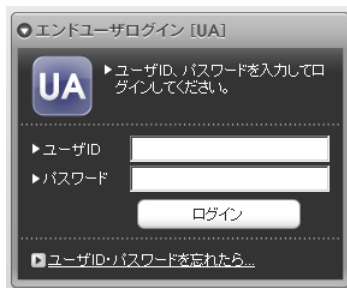 エンドユーザログイン [UA]
UA
ユーザID、パスワードを入力してロ
グインしてください。
ユーザID
パスワード
ログイン
ユーザID・パスワードを忘れたら...